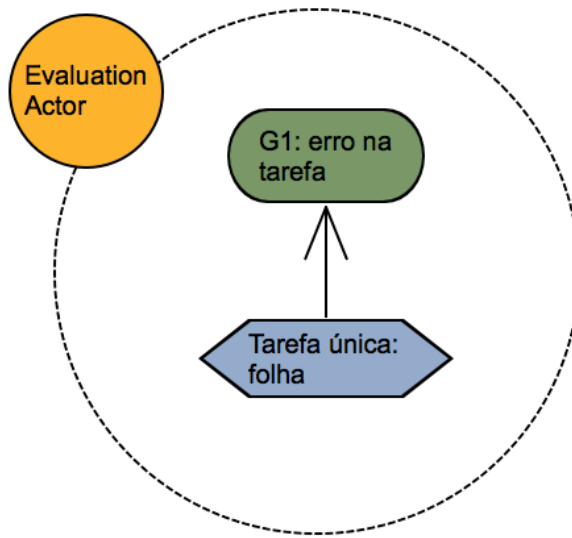 Evaluation
Actor
G1: erro na
tarefa
Tarefa única:
folha